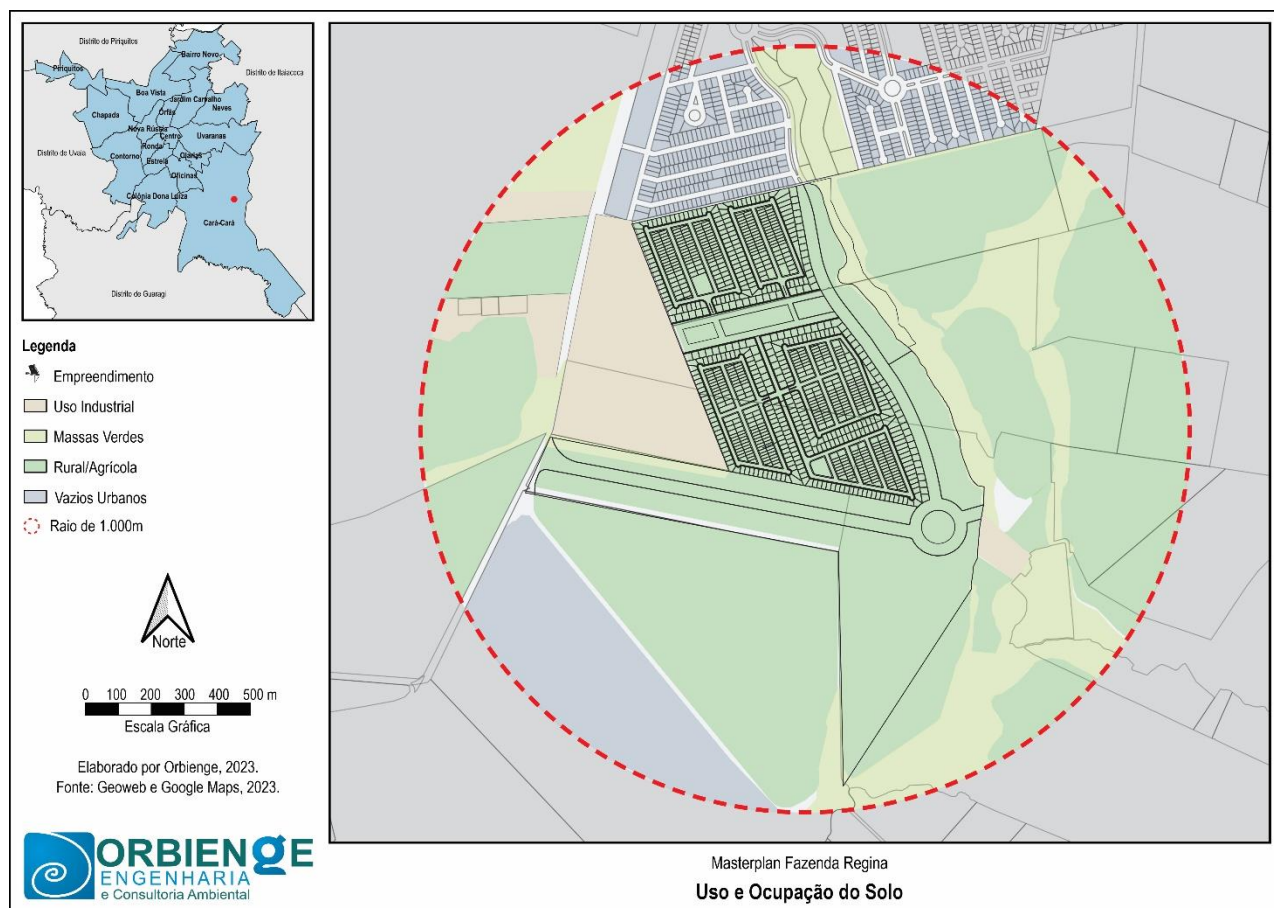 Distrito de Piriquitos
Bairro Novo
Piriquitos
Distrito de Itaiacoca
Boa Vista
Jardim Carvalho
Neves
Chapada
Órfãs
Nova Rússia
Centro
Uvaranas
Ronda
Distrito de Uvaia
Contorno
Estrela
Olarias
Oficinas
Colônia Dona Luiza
Cará-Cará
Distrito de Guaragi
Legenda
Empreendimento
Uso Industrial
Massas Verdes
Rural/Agrícola
Vazios Urbanos
Raio de 1.000m
Norte
0 100 200 300 400 500 m
Escala Gráfica
Elaborado por Orbienge, 2023.
Fonte: Geoweb e Google Maps, 2023.
ORBIENGE
ENGENHARIA
e Consultoria Ambiental
Masterplan Fazenda Regina
Uso e Ocupação do Solo